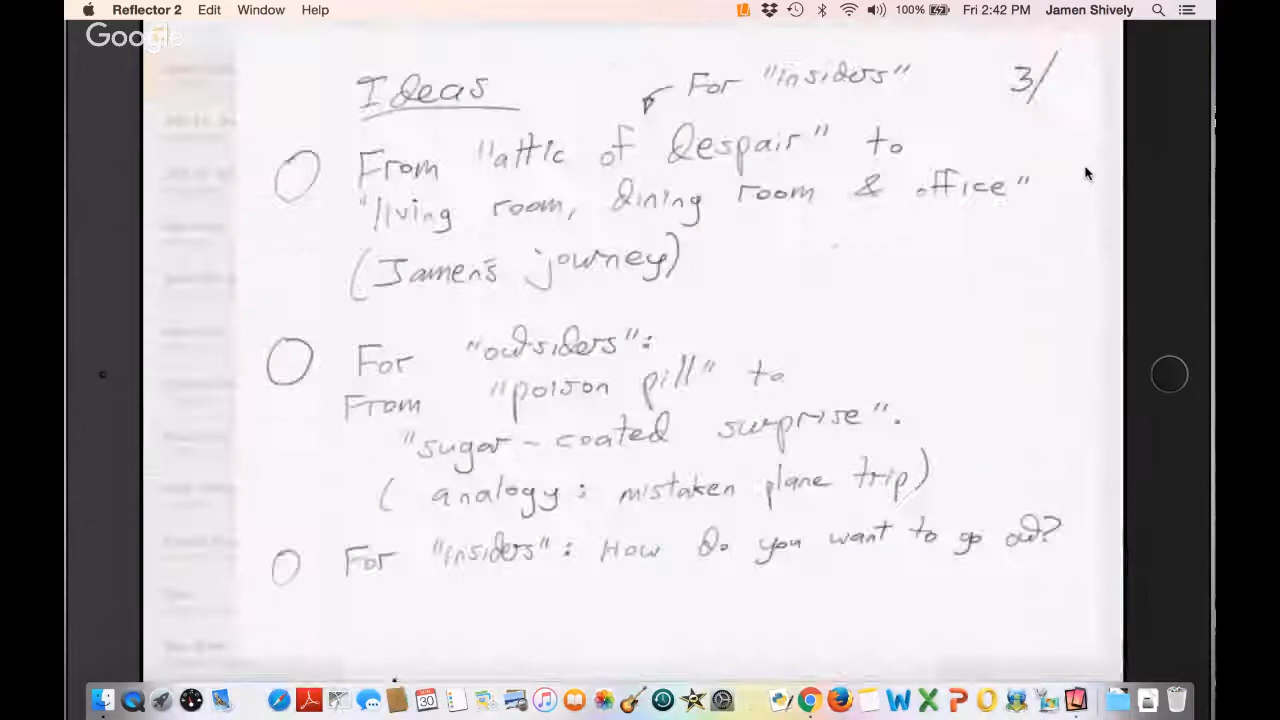 Reflector 2 Edit Window Help 100% Fri 2:42 PM Jamen Shively
Google
Ideas
For "insiders"
3/
From "attic of despair" to
"living room, dining room & office"
(Jamen's journey)
For "outsiders":
From "poison pill" to
"sugar-coated surprise".
(analogy: mistaken plane trip)
For "insiders": How do you want to go out?
30